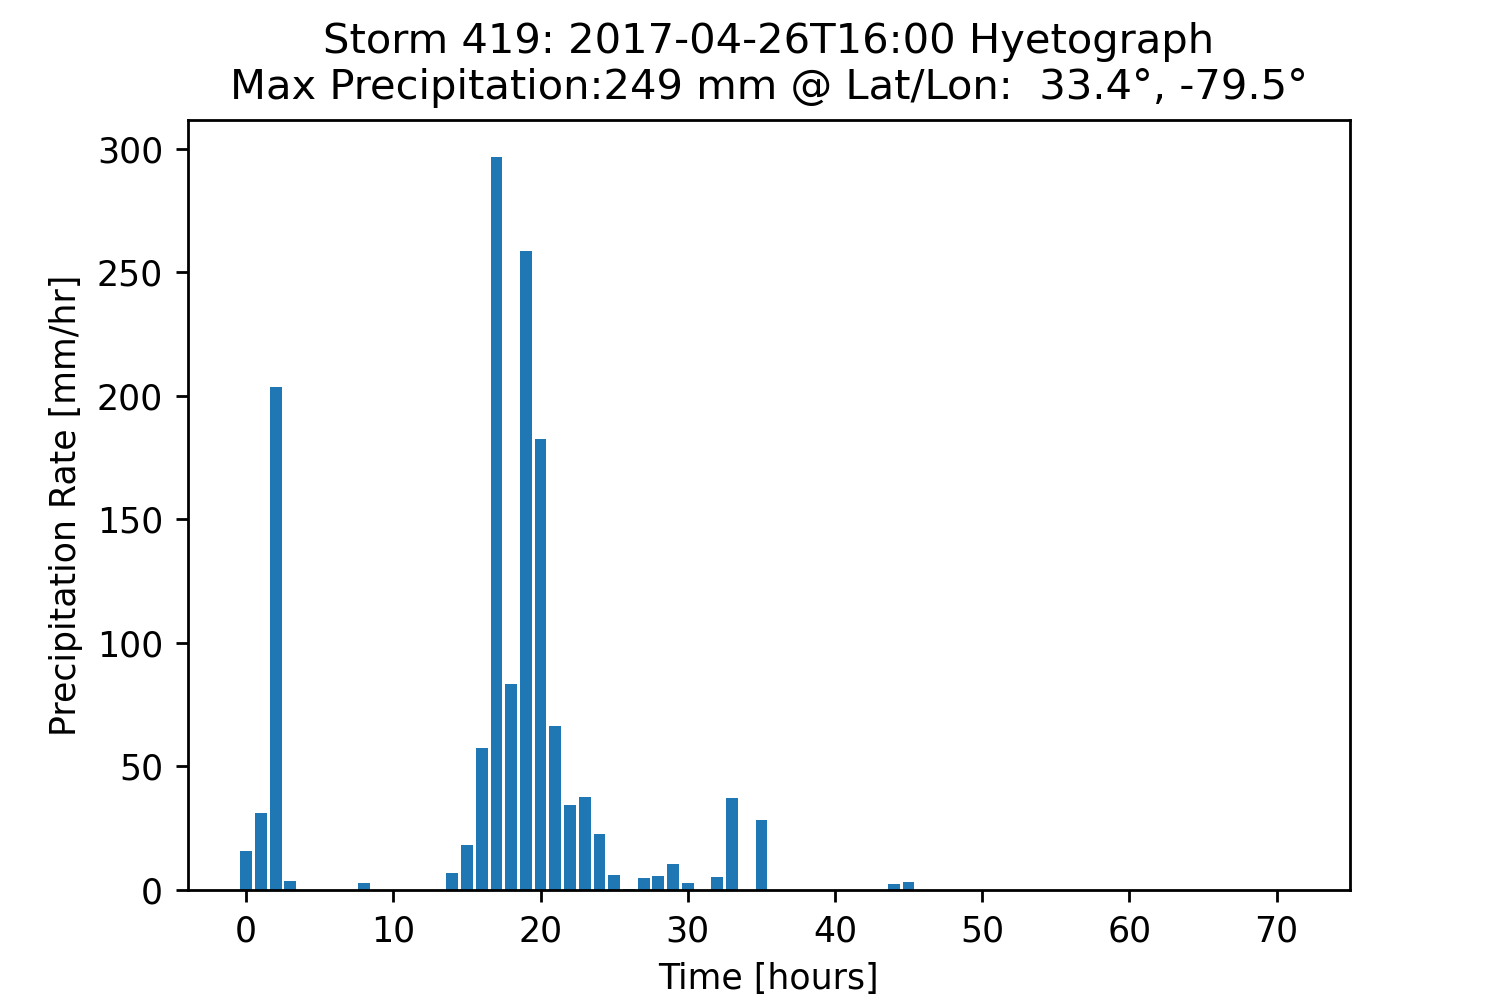 Storm 419: 2017-04-26T16:00 Hyetograph
Max Precipitation:249 mm @ Lat/Lon:  33.4°, -79.5°
300
250
200
150
100
50
0
Precipitation Rate [mm/hr]
0 10 20 30 40 50 60 70
Time [hours]